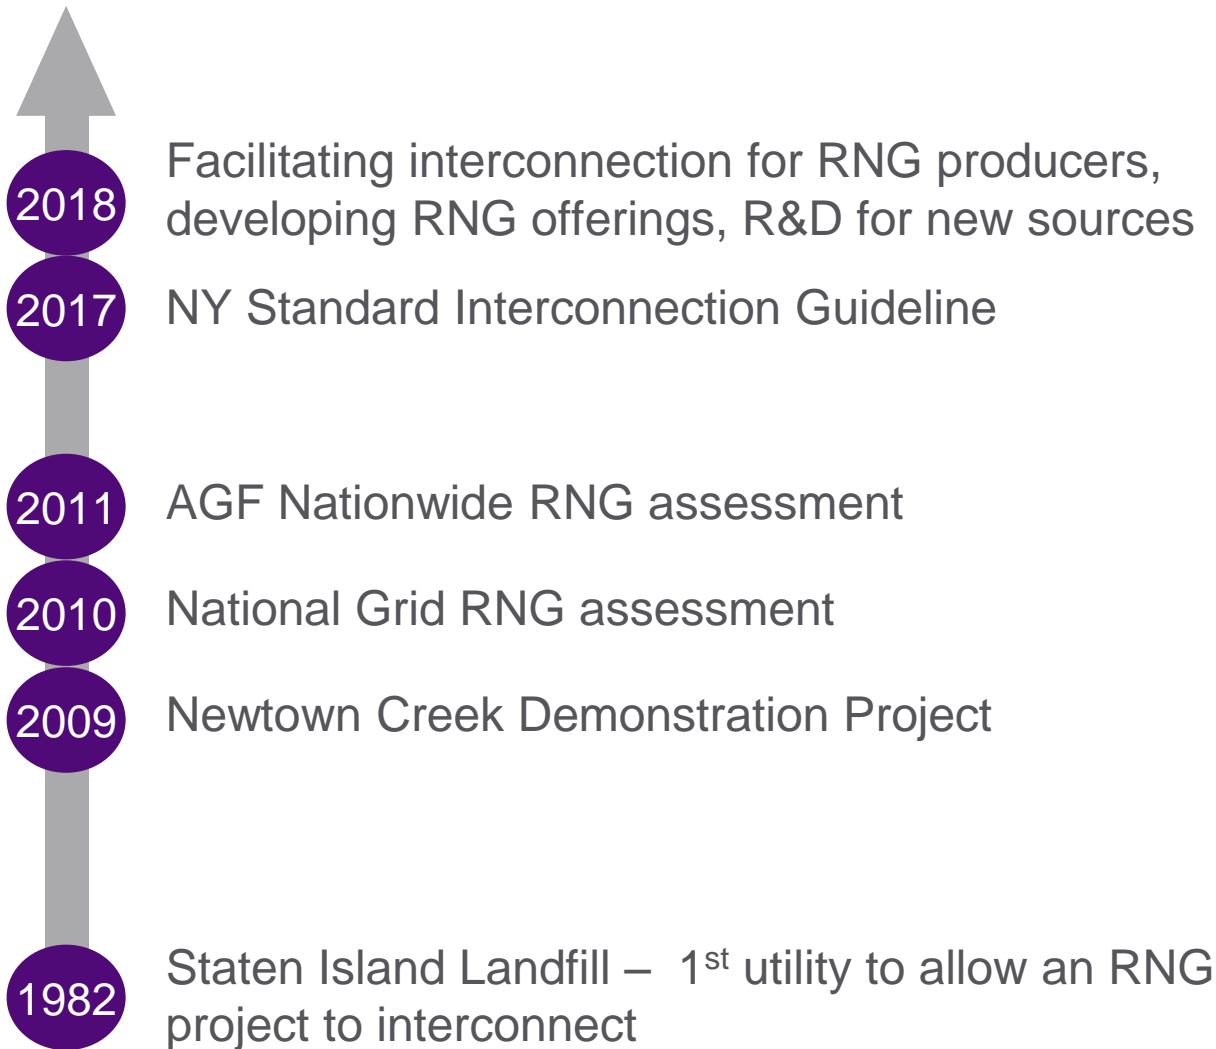 2018
Facilitating interconnection for RNG producers,
developing RNG offerings, R&D for new sources
2017
NY Standard Interconnection Guideline
2011
AGF Nationwide RNG assessment
2010
National Grid RNG assessment
2009
Newtown Creek Demonstration Project
1982
Staten Island Landfill – 1st utility to allow an RNG
project to interconnect